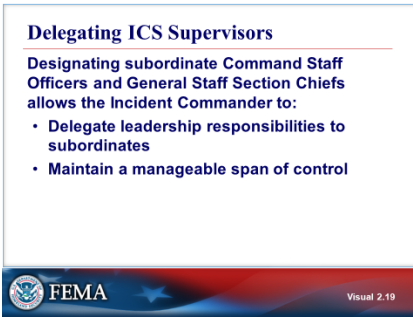 Delegating ICS Supervisors
Designating subordinate Command Staff
Officers and General Staff Section Chiefs
allows the Incident Commander to:
• Delegate leadership responsibilities to
subordinates
• Maintain a manageable span of control
FEMA
Visual 2.19